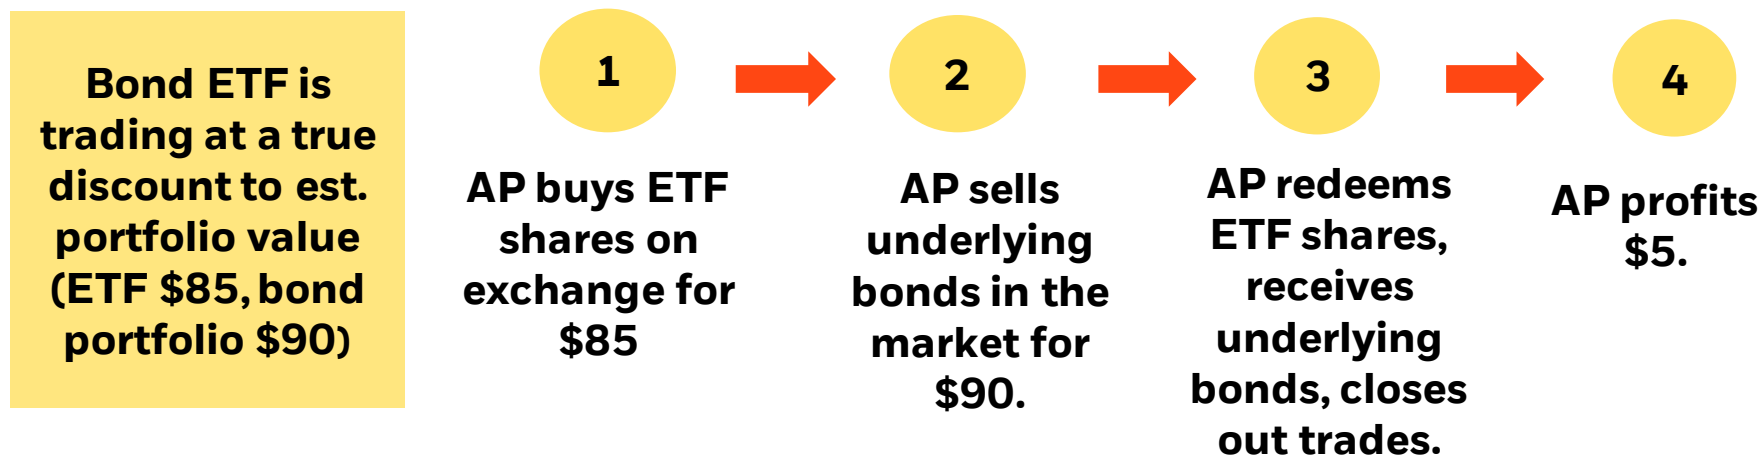 Bond ETF is
trading at a true
discount to est.
portfolio value
(ETF $85, bond
portfolio $90)
1
AP buys ETF
shares on
exchange for
$85
2
AP sells
underlying
bonds in the
market for
$90.
3
AP redeems
ETF shares,
receives
underlying
bonds, closes
out trades.
4
AP profits
$5.